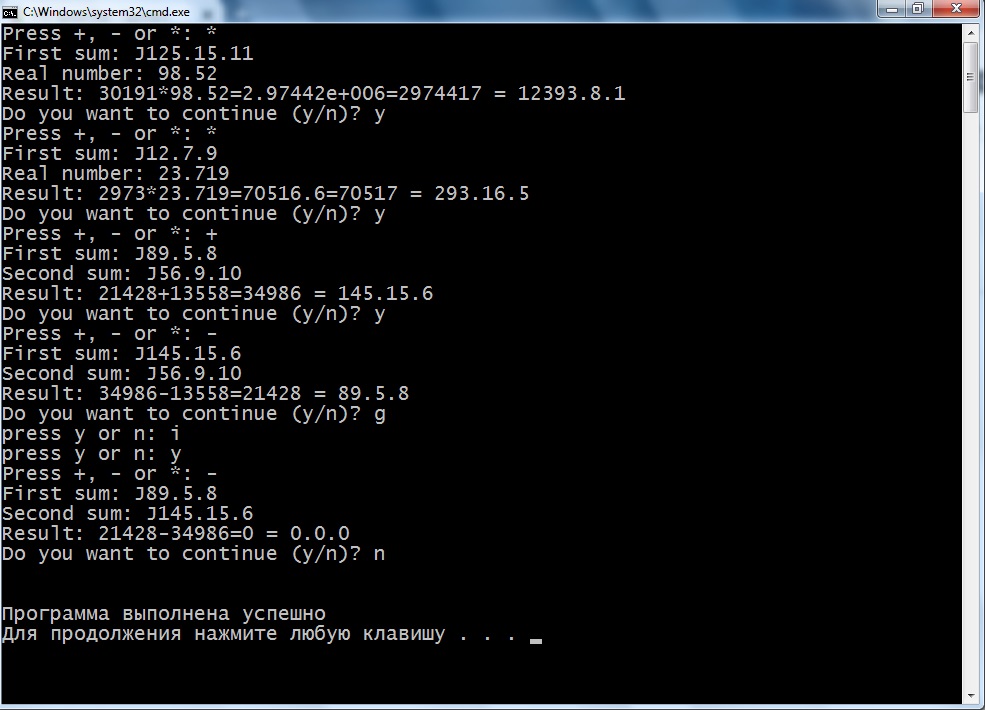 C:\Windows\system32\cmd.exe
Press +, - or *: *
First sum: J125.15.11
Real number: 98.52
Result: 30191*98.52=2.97442e+006=2974417 = 12393.8.1
Do you want to continue (y/n)? y
Press +, - or *: *
First sum: J12.7.9
Real number: 23.719
Result: 2973*23.719=70516.6=70517 = 293.16.5
Do you want to continue (y/n)? y
Press +, - or *: +
First sum: J89.5.8
Second sum: J56.9.10
Result: 21428+13558=34986 = 145.15.6
Do you want to continue (y/n)? y
Press +, - or *: -
First sum: J145.15.6
Second sum: J56.9.10
Result: 34986-13558=21428 = 89.5.8
Do you want to continue (y/n)? g
press y or n: i
press y or n: y
Press +, - or *: -
First sum: J89.5.8
Second sum: J145.15.6
Result: 21428-34986=0 = 0.0.0
Do you want to continue (y/n)? n
Программа выполнена успешно
Для продолжения нажмите любую клавишу . . .